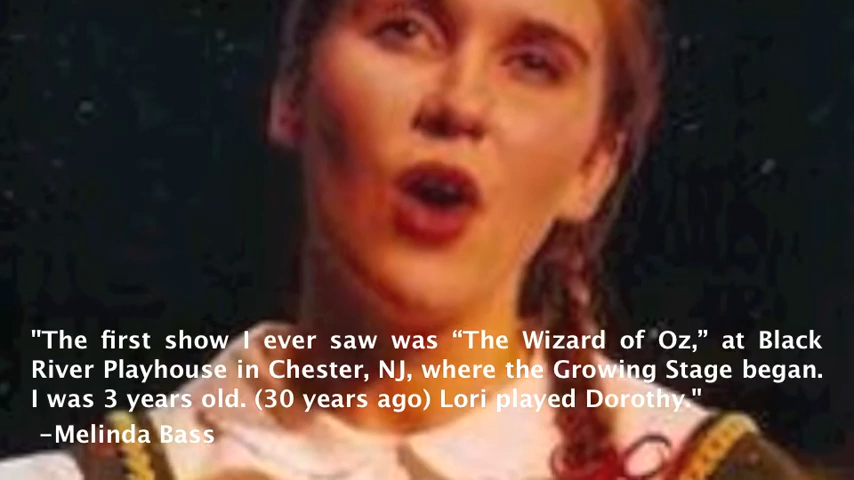 "The first show I ever saw was “The Wizard of Oz,” at Black
River Playhouse in Chester, NJ, where the Growing Stage began.
I was 3 years old. (30 years ago) Lori played Dorothy."
–Melinda Bass